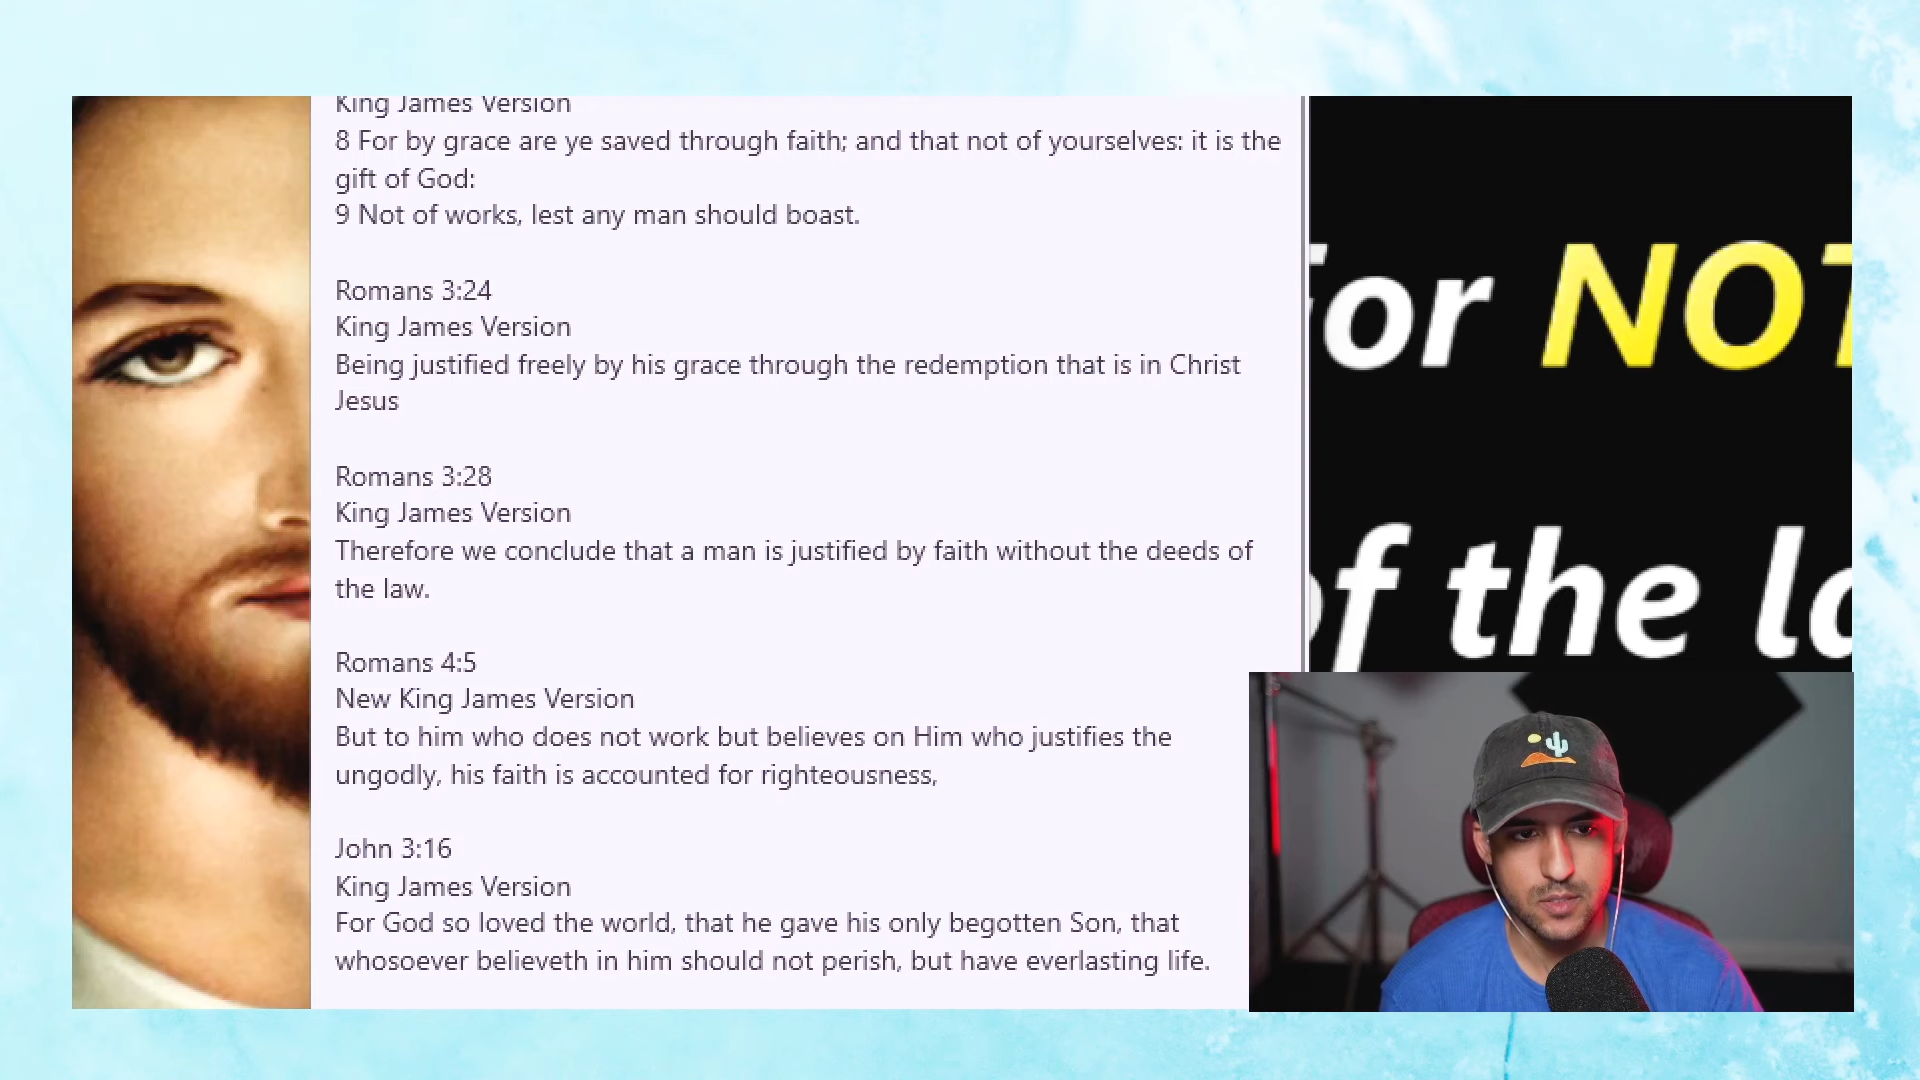 King James Version
8 For by grace are ye saved through faith; and that not of yourselves: it is the
gift of God:
9 Not of works, lest any man should boast.
Romans 3:24
King James Version
Being justified freely by his grace through the redemption that is in Christ
Jesus
Romans 3:28
King James Version
Therefore we conclude that a man is justified by faith without the deeds of
the law.
Romans 4:5
New King James Version
But to him who does not work but believes on Him who justifies the
ungodly, his faith is accounted for righteousness,
John 3:16
King James Version
For God so loved the world, that he gave his only begotten Son, that
whosoever believeth in him should not perish, but have everlasting life.
for NOT
of the